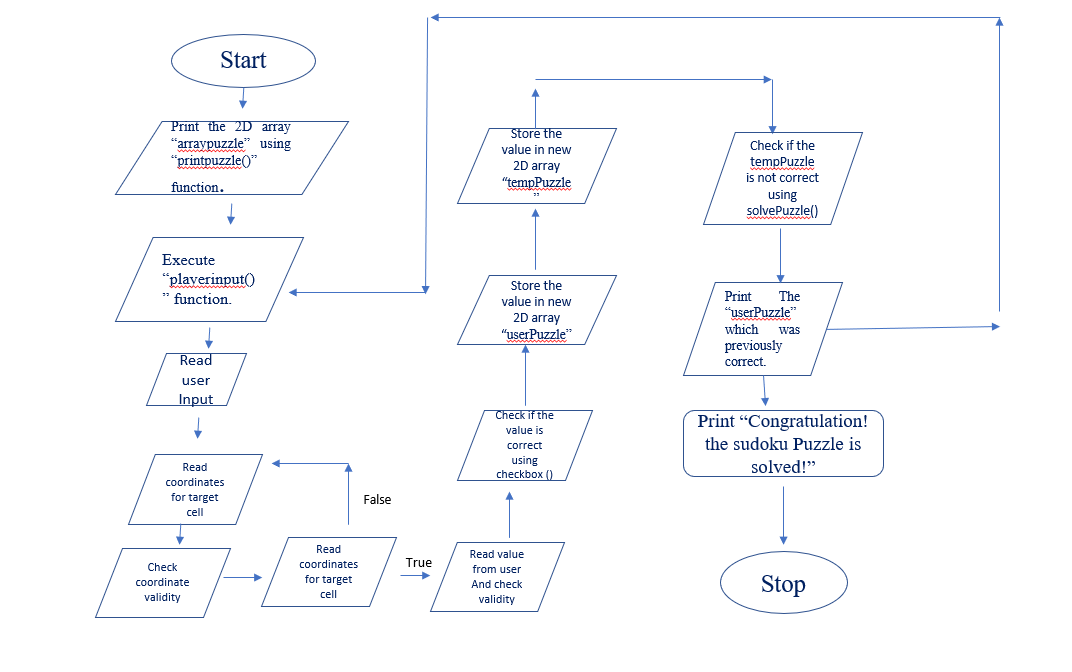 Start
Print the 2D array
“arraypuzzle” using
“printpuzzle()”
function.
Execute
“playerinput()
” function.
Read
user
Input
Read
coordinates
for target
cell
Check
coordinate
validity
Read
coordinates
for target
cell
False
True
Read value
from user
And check
validity
Check if the
value is
correct
using
checkbox ()
Store the
value in new
2D array
“userPuzzle”
Store the
value in new
2D array
“tempPuzzle
”
Check if the
tempPuzzle
is not correct
using
solvePuzzle()
Print The
“userPuzzle”
which was
previously
correct.
Print “Congratulation!
the sudoku Puzzle is
solved!”
Stop